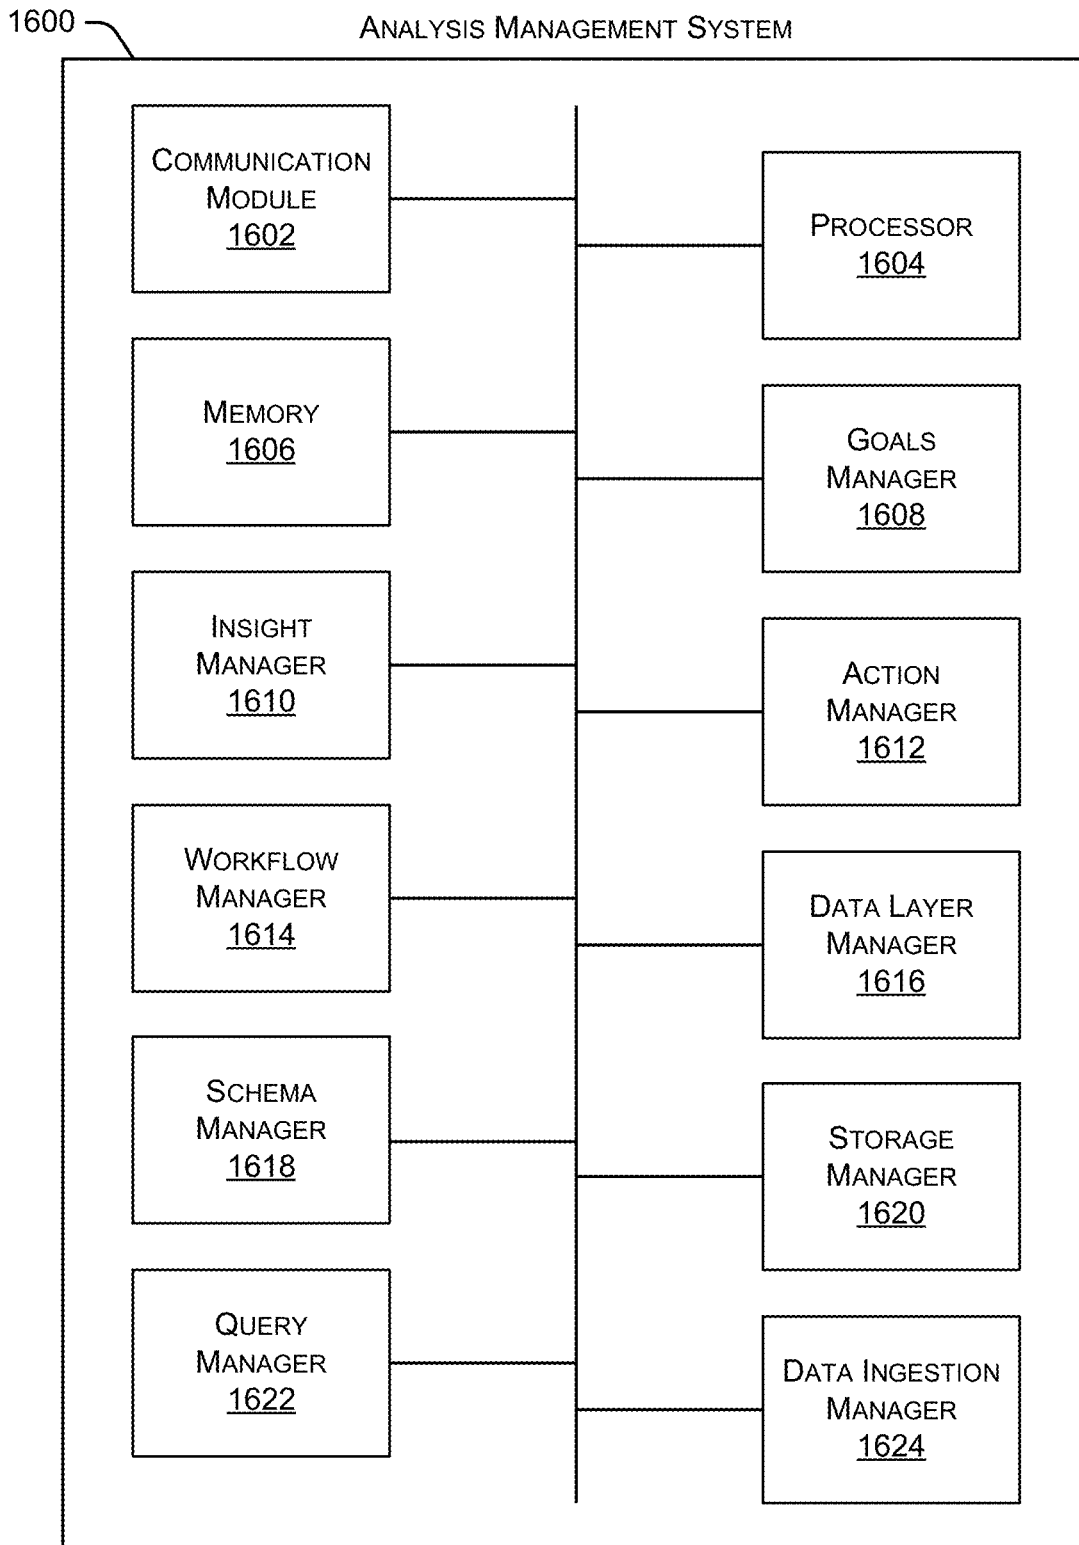 1600
ANALYSIS MANAGEMENT SYSTEM
COMMUNICATION
MODULE
1602
PROCESSOR
1604
MEMORY
1606
GOALS
MANAGER
1608
INSIGHT
MANAGER
1610
ACTION
MANAGER
1612
WORKFLOW
MANAGER
1614
DATA LAYER
MANAGER
1616
SCHEMA
MANAGER
1618
STORAGE
MANAGER
1620
QUERY
MANAGER
1622
DATA INGESTION
MANAGER
1624